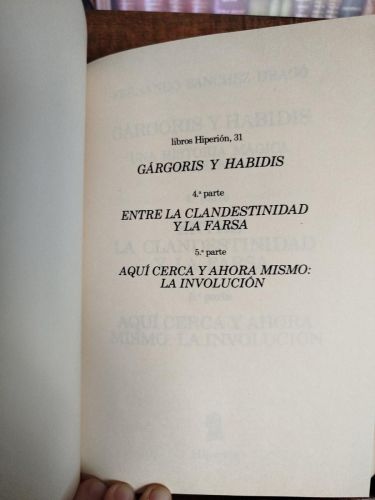 libros Hiperión, 31
GÁRGORIS Y HABIDIS
4.ª parte
ENTRE LA CLANDESTINIDAD
Y LA FARSA
5.ª parte
AQUÍ CERCA Y AHORA MISMO:
LA INVOLUCIÓN